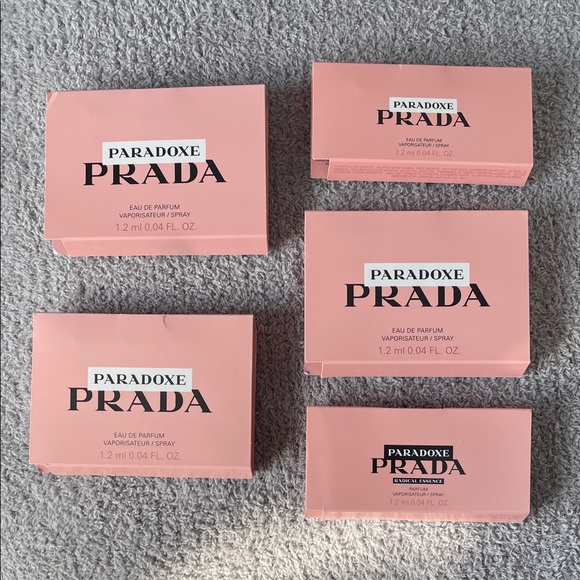 PARADOXE
PRADA
EAU DE PARFUM
VAPORISATEUR / SPRAY
1.2 ml 0.04 FL. OZ.
PARADOXE
PRADA
EAU DE PARFUM
VAPORISATEUR / SPRAY
1.2 ml 0.04 FL. OZ.
PARADOXE
PRADA
EAU DE PARFUM
VAPORISATEUR / SPRAY
1.2 ml 0.04 FL. OZ.
PARADOXE
PRADA
EAU DE PARFUM
VAPORISATEUR / SPRAY
1.2 ml 0.04 FL. OZ.
PARADOXE
PRADA
RADICAL ESSENCE
PARFUM
VAPORISATEUR / SPRAY
1.2 ml 0.04 FL. OZ.